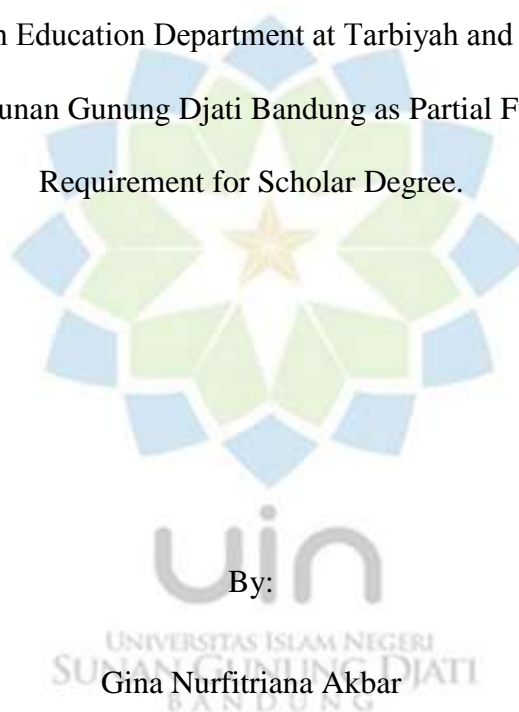 n Education Department at Tarbiyah and
unan Gunung Djati Bandung as Partial F
Requirement for Scholar Degree.
uin
By:
UNIVERSITAS ISLAM NEGERI
SUNAN GUNUNG DJATI
Gina Nurfitriana Akbar
BANDUNG